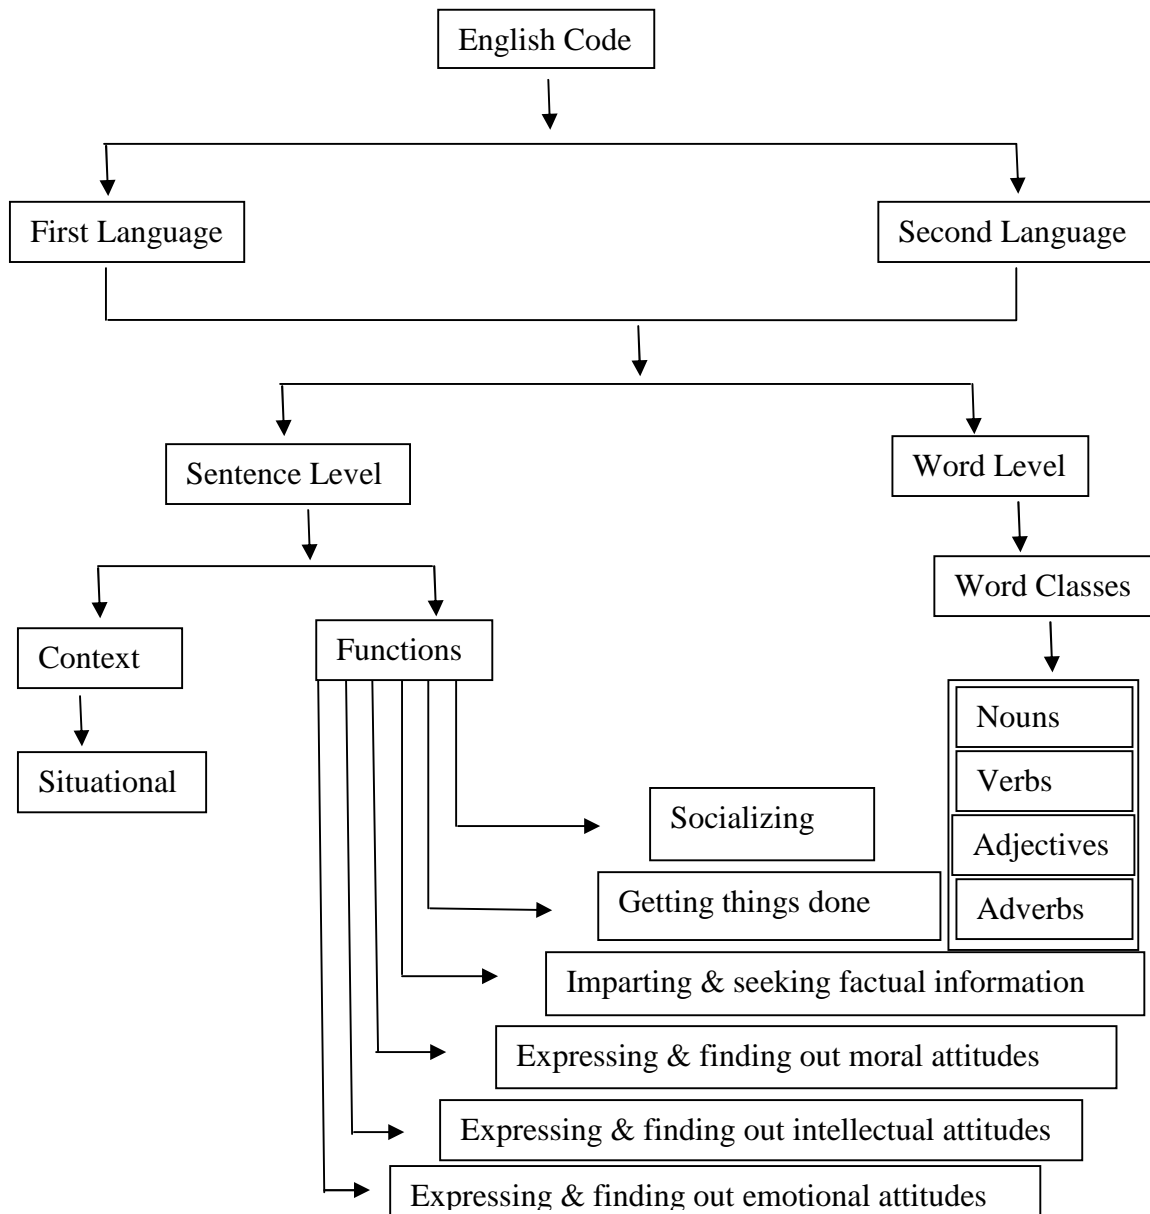 English Code
First Language
Second Language
Sentence Level
Word Level
Word Classes
Context
Functions
Situational
Nouns
Verbs
Adjectives
Adverbs
Socializing
Getting things done
Imparting & seeking factual information
Expressing & finding out moral attitudes
Expressing & finding out intellectual attitudes
Expressing & finding out emotional attitudes